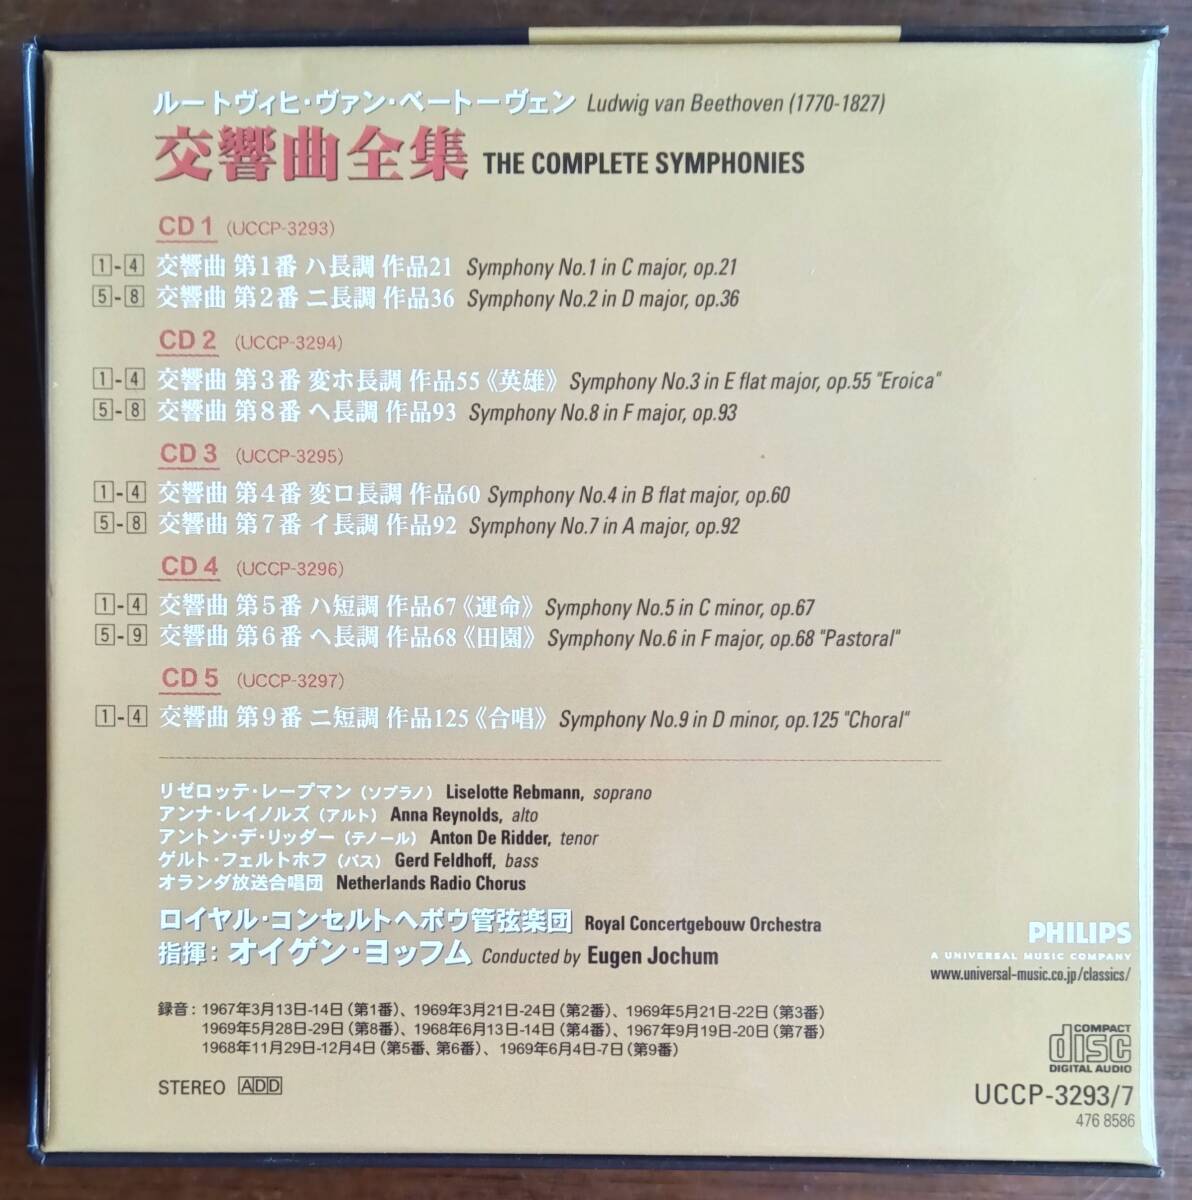 ルートヴィヒ・ヴァン・ベートーヴェン Ludwig van Beethoven (1770-1827)
交響曲全集 THE COMPLETE SYMPHONIES
CD 1 (UCCP-3293)
1-4 交響曲 第1番 ハ長調 作品21 Symphony No.1 in C major, op.21
5-8 交響曲 第2番 ニ長調 作品36 Symphony No.2 in D major, op.36
CD 2 (UCCP-3294)
1-4 交響曲 第3番 変ホ長調 作品55《英雄》 Symphony No.3 in E flat major, op.55 "Eroica"
5-8 交響曲 第8番 ヘ長調 作品93 Symphony No.8 in F major, op.93
CD 3 (UCCP-3295)
1-4 交響曲 第4番 変ロ長調 作品60 Symphony No.4 in B flat major, op.60
5-8 交響曲 第7番 イ長調 作品92 Symphony No.7 in A major, op.92
CD 4 (UCCP-3296)
1-4 交響曲 第5番 ハ短調 作品67《運命》 Symphony No.5 in C minor, op.67
5-9 交響曲 第6番 ヘ長調 作品68《田園》 Symphony No.6 in F major, op.68 "Pastoral"
CD 5 (UCCP-3297)
1-4 交響曲 第9番 ニ短調 作品125《合唱》 Symphony No.9 in D minor, op.125 "Choral"
リゼロッテ・レープマン（ソプラノ） Liselotte Rebmann, soprano
アンナ・レイノルズ（アルト） Anna Reynolds, alto
アントン・デ・リッダー（テノール） Anton De Ridder, tenor
ゲルト・フェルトホフ（バス） Gerd Feldhoff, bass
オランダ放送合唱団 Netherlands Radio Chorus
ロイヤル・コンセルトヘボウ管弦楽団 Royal Concertgebouw Orchestra
指揮：オイゲン・ヨッフム Conducted by Eugen Jochum
PHILIPS
A UNIVERSAL MUSIC COMPANY
www.universal-music.co.jp/classics/
録音：1967年3月13日-14日（第1番）、1969年3月21日-24日（第2番）、1969年5月21日-22日（第3番）
1969年5月28日-29日（第8番）、1968年6月13日-14日（第4番）、1967年9月19日-20日（第7番）
1968年11月29日-12月4日（第5番、第6番）、1969年6月4日-7日（第9番）
STEREO ADD
COMPACT
disc
DIGITAL AUDIO
UCCP-3293/7
476 8586